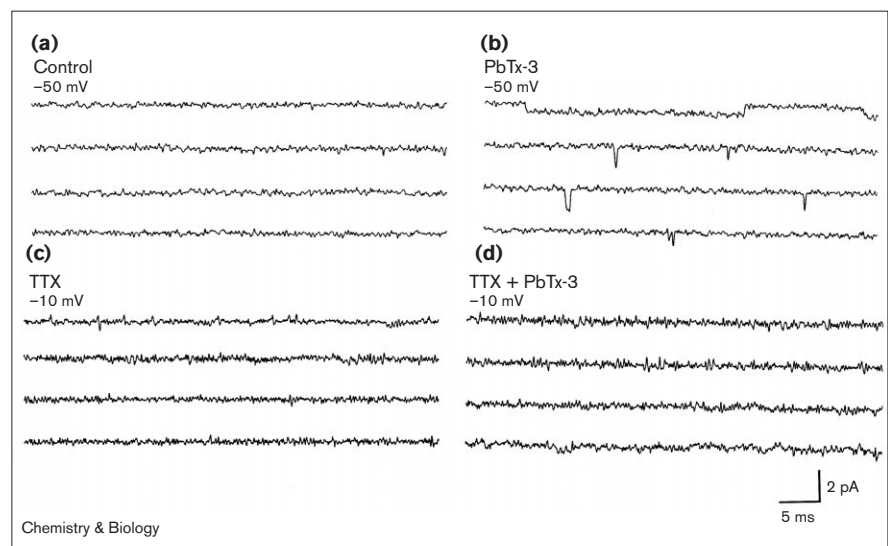 (a)
Control
–50 mV
(b)
PbTx-3
–50 mV
(c)
TTX
–10 mV
(d)
TTX + PbTx-3
–10 mV
2 pA
5 ms
Chemistry & Biology